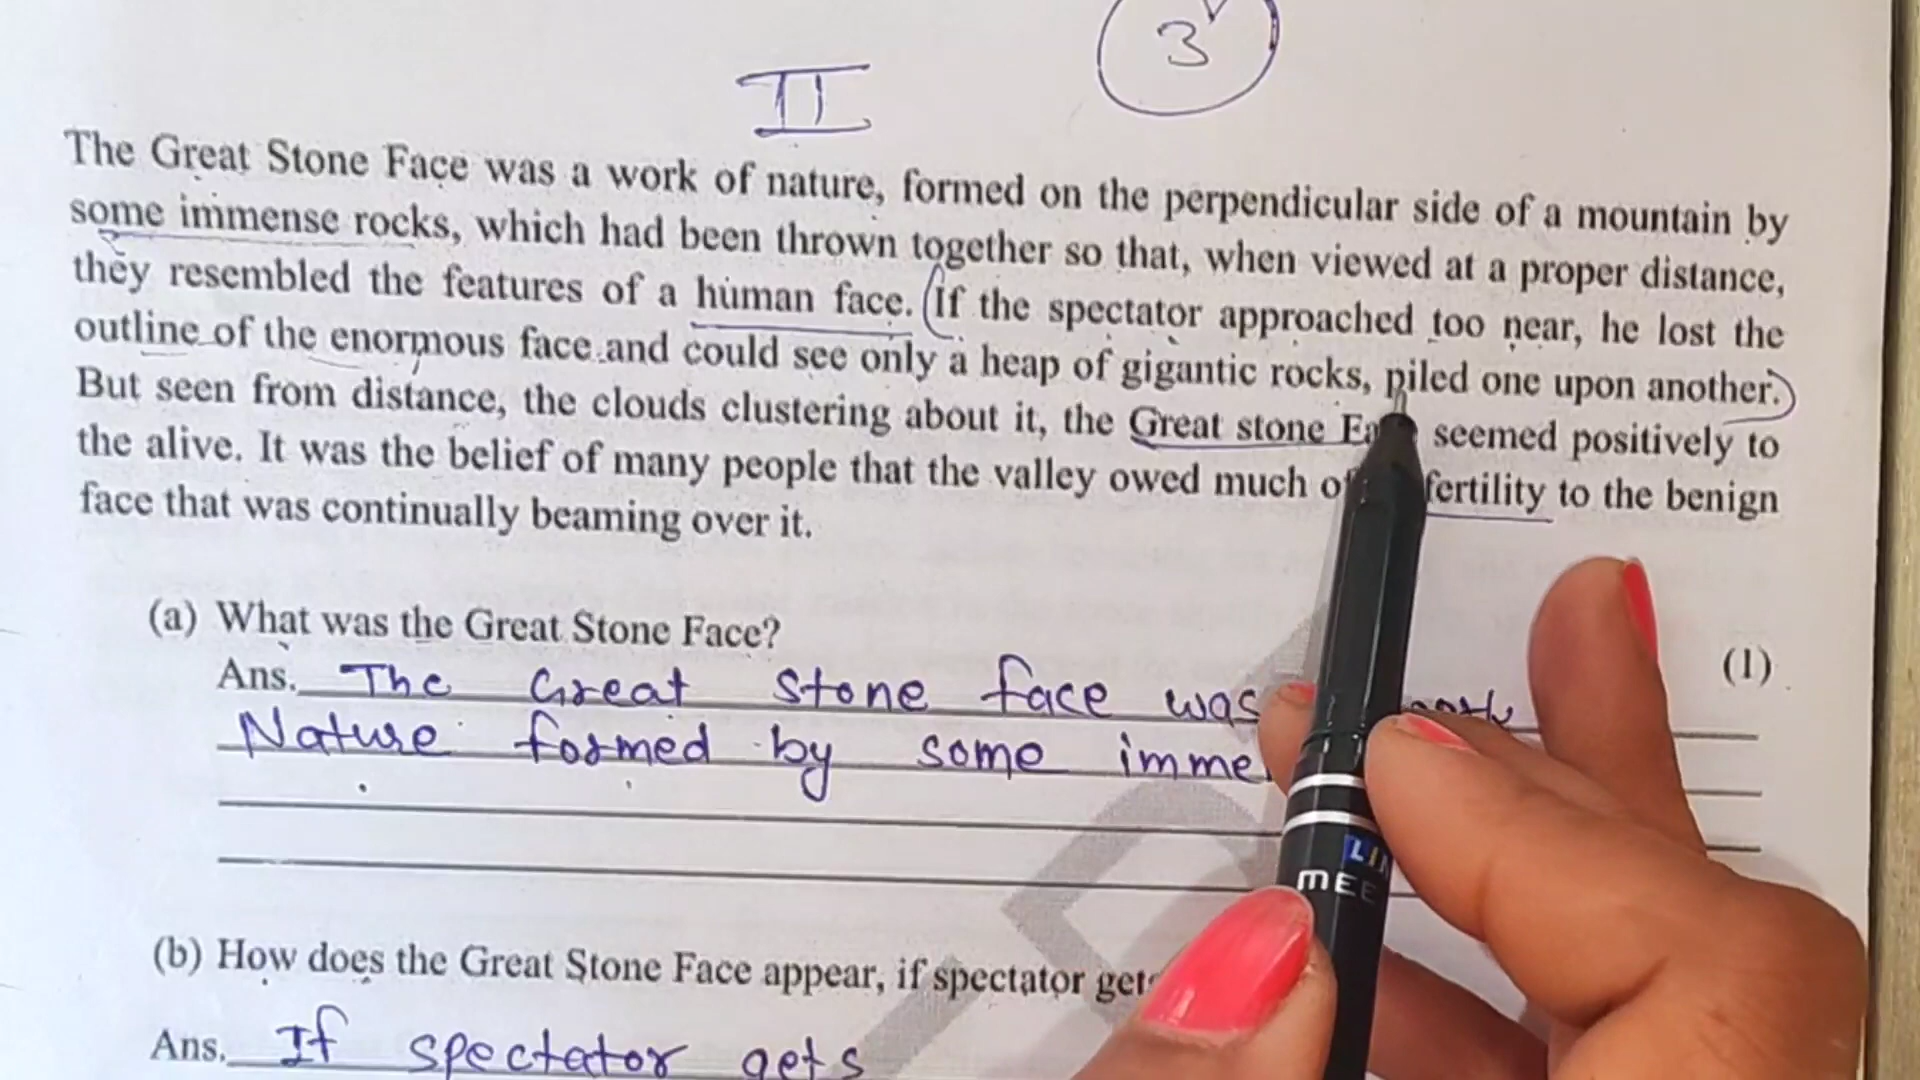 3
II
The Great Stone Face was a work of nature, formed on the perpendicular side of a mountain by
some immense rocks, which had been thrown together so that, when viewed at a proper distance,
they resembled the features of a human face. (If the spectator approached too near, he lost the
outline of the enormous face and could see only a heap of gigantic rocks, piled one upon another.)
But seen from distance, the clouds clustering about it, the Great stone seemed positively to
the alive. It was the belief of many people that the valley owed much fertility to the benign
face that was continually beaming over it.
(a) What was the Great Stone Face?
(1)
Ans. The Great Stone face was
Nature formed by some
(b) How does the Great Stone Face appear, if spectator
Ans. If spectator gets
MEE